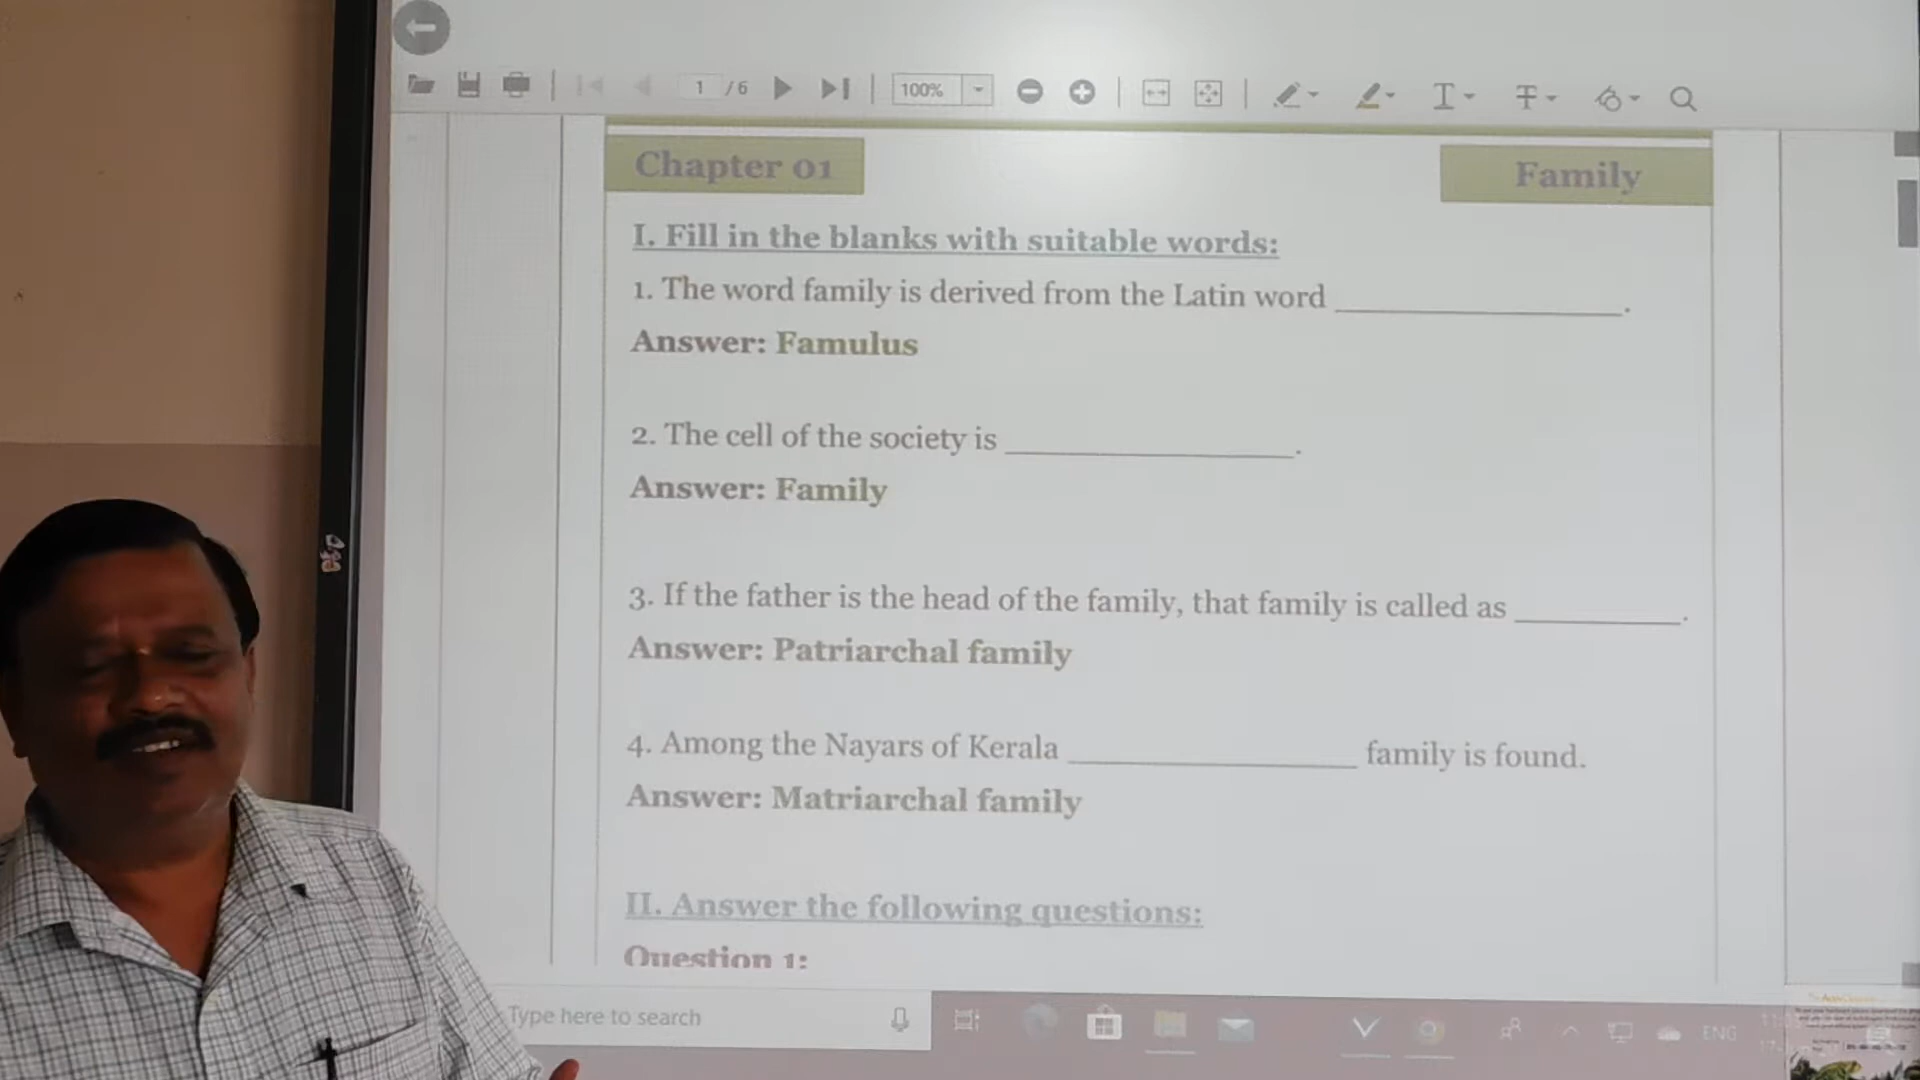 1 / 6
100%
Chapter 01
Family
I. Fill in the blanks with suitable words:
1. The word family is derived from the Latin word ____________.
Answer: Famulus
2. The cell of the society is ____________.
Answer: Family
3. If the father is the head of the family, that family is called as ________.
Answer: Patriarchal family
4. Among the Nayars of Kerala ____________ family is found.
Answer: Matriarchal family
II. Answer the following questions:
Question 1:
Type here to search
ENG